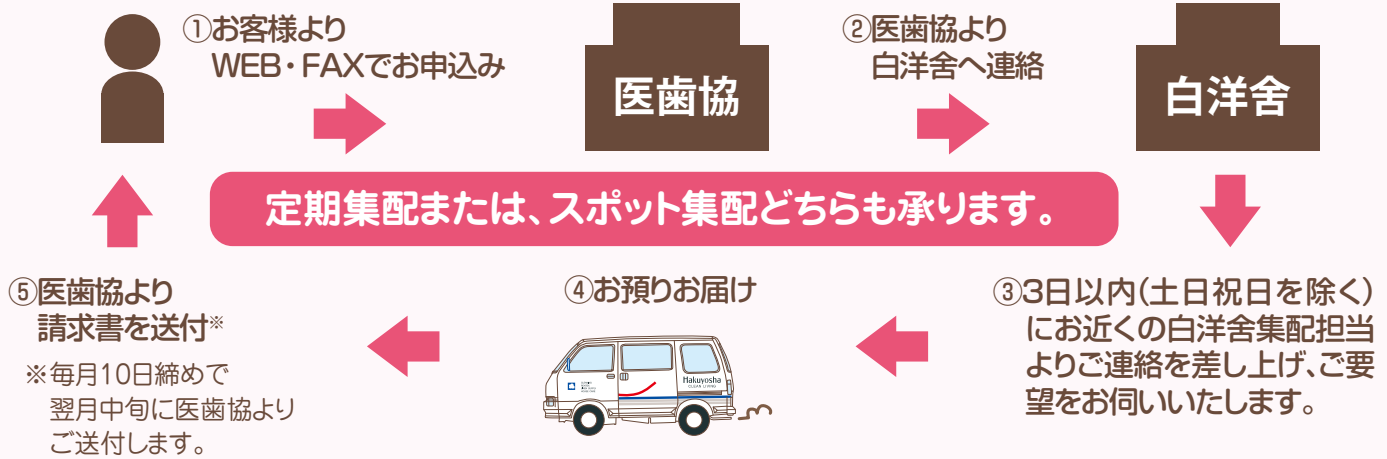 ①お客様より
WEB・FAXでお申込み
医歯協
②医歯協より
白洋舍へ連絡
白洋舍
定期集配または、スポット集配どちらも承ります。
③3日以内(土日祝日を除く)
にお近くの白洋舍集配担当
よりご連絡を差し上げ、ご要
望をお伺いいたします。
④お預りお届け
Hakuyosha
CLEAN LIVING
⑤医歯協より
請求書を送付※
※毎月10日締めで
翌月中旬に医歯協より
ご送付します。